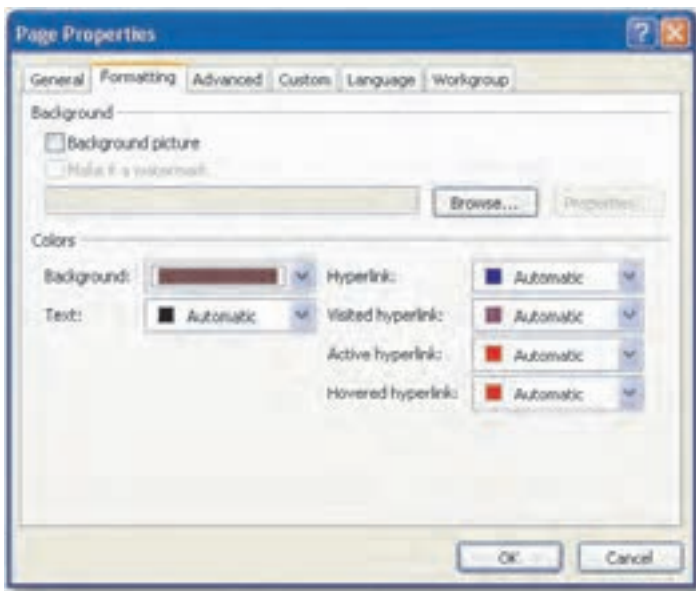 Page Properties
General Formatting Advanced Custom Language Workgroup
Background
Background picture
Make it a watermark
Browse... Properties...
Colors
Background: Hyperlink: Automatic
Text: Automatic Visited hyperlink: Automatic
Active hyperlink: Automatic
Hovered hyperlink: Automatic
OK Cancel